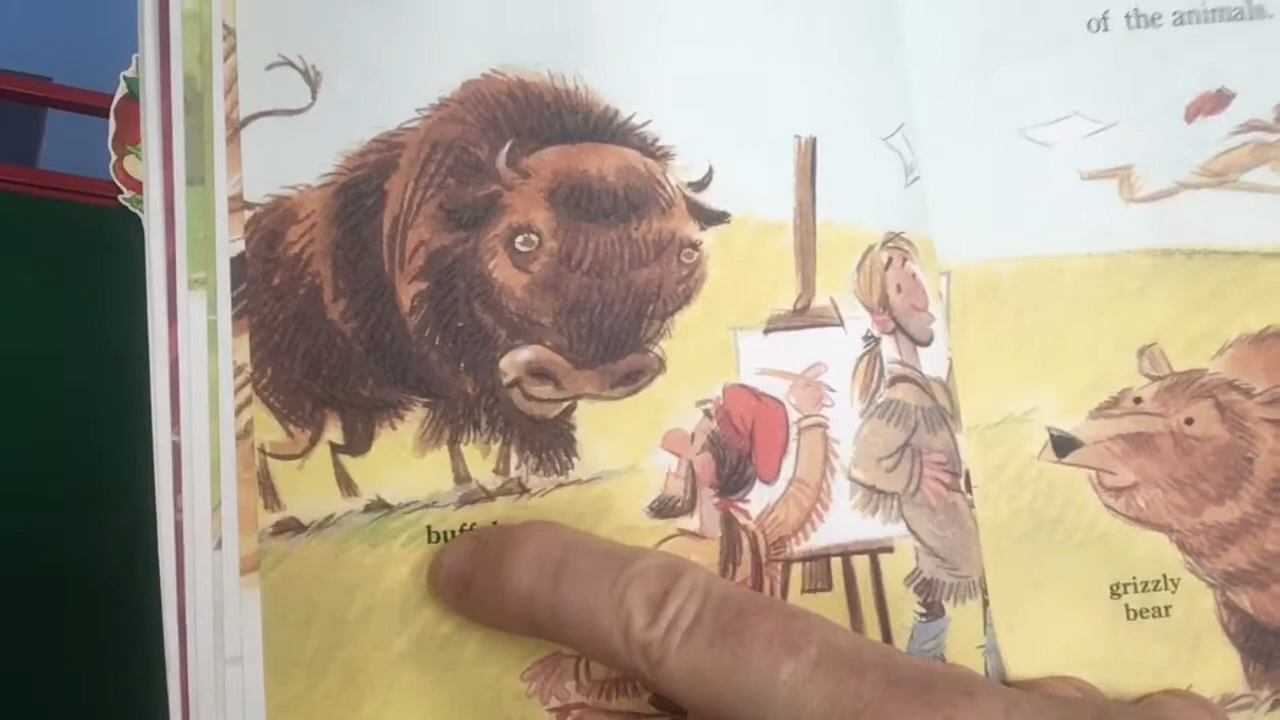 of the animals.
grizzly
bear